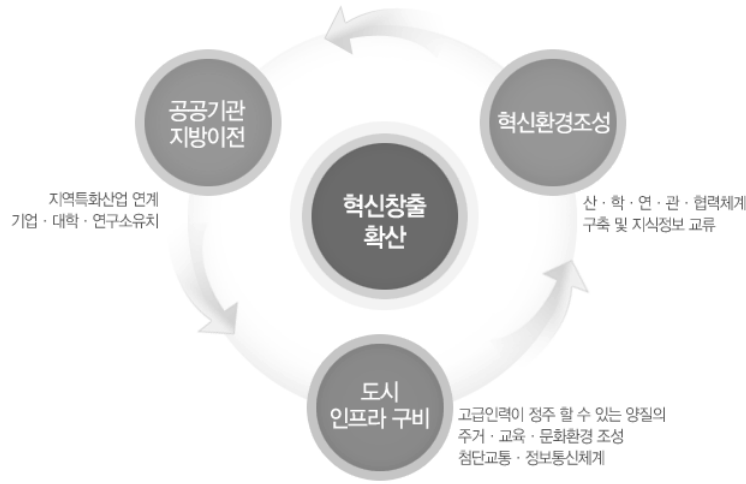 공공기관
지방이전
지역특화산업 연계
기업 · 대학 · 연구소유치
혁신환경조성
산 · 학 · 연 · 관 · 협력체계
구축 및 지식정보 교류
혁신창출
확산
도시
인프라 구비
고급인력이 정주 할 수 있는 양질의
주거 · 교육 · 문화환경 조성
첨단교통 · 정보통신체계